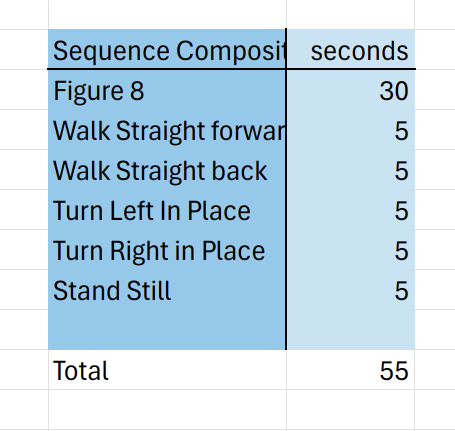 Sequence Composit seconds
Figure 8 30
Walk Straight forwar 5
Walk Straight back 5
Turn Left In Place 5
Turn Right in Place 5
Stand Still 5
Total 55